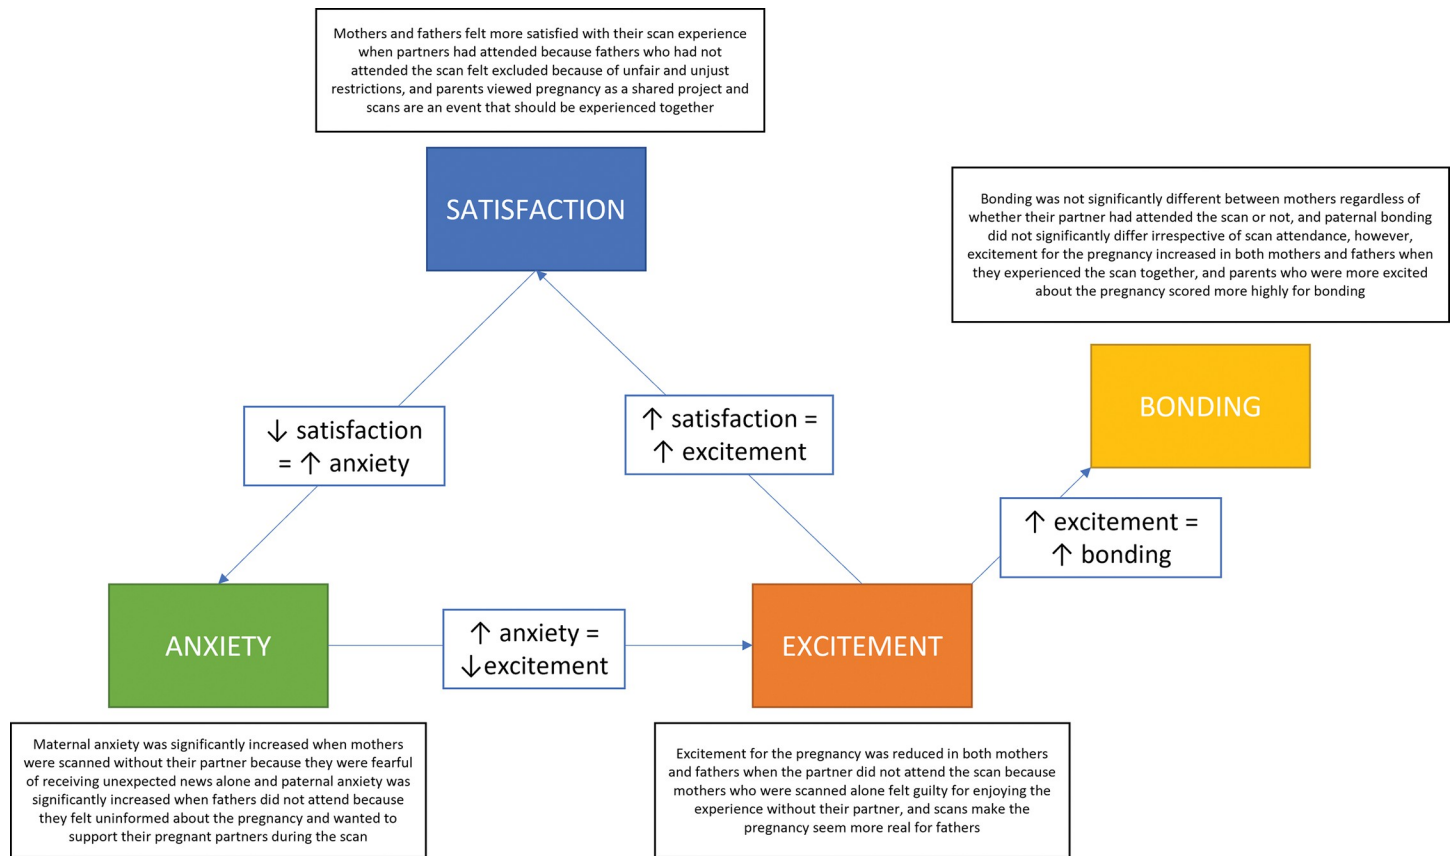 Mothers and fathers felt more satisfied with their scan experience
when partners had attended because fathers who had not
attended the scan felt excluded because of unfair and unjust
restrictions, and parents viewed pregnancy as a shared project and
scans are an event that should be experienced together
SATISFACTION
Bonding was not significantly different between mothers regardless of
whether their partner had attended the scan or not, and paternal bonding
did not significantly differ irrespective of scan attendance, however,
excitement for the pregnancy increased in both mothers and fathers when
they experienced the scan together, and parents who were more excited
about the pregnancy scored more highly for bonding
BONDING
↓ satisfaction
= ↑ anxiety
↑ satisfaction =
↑ excitement
↑ excitement =
↑ bonding
ANXIETY
↑ anxiety =
↓excitement
EXCITEMENT
Maternal anxiety was significantly increased when mothers
were scanned without their partner because they were fearful
of receiving unexpected news alone and paternal anxiety was
significantly increased when fathers did not attend because
they felt uninformed about the pregnancy and wanted to
support their pregnant partners during the scan
Excitement for the pregnancy was reduced in both mothers
and fathers when the partner did not attend the scan because
mothers who were scanned alone felt guilty for enjoying the
experience without their partner, and scans make the
pregnancy seem more real for fathers